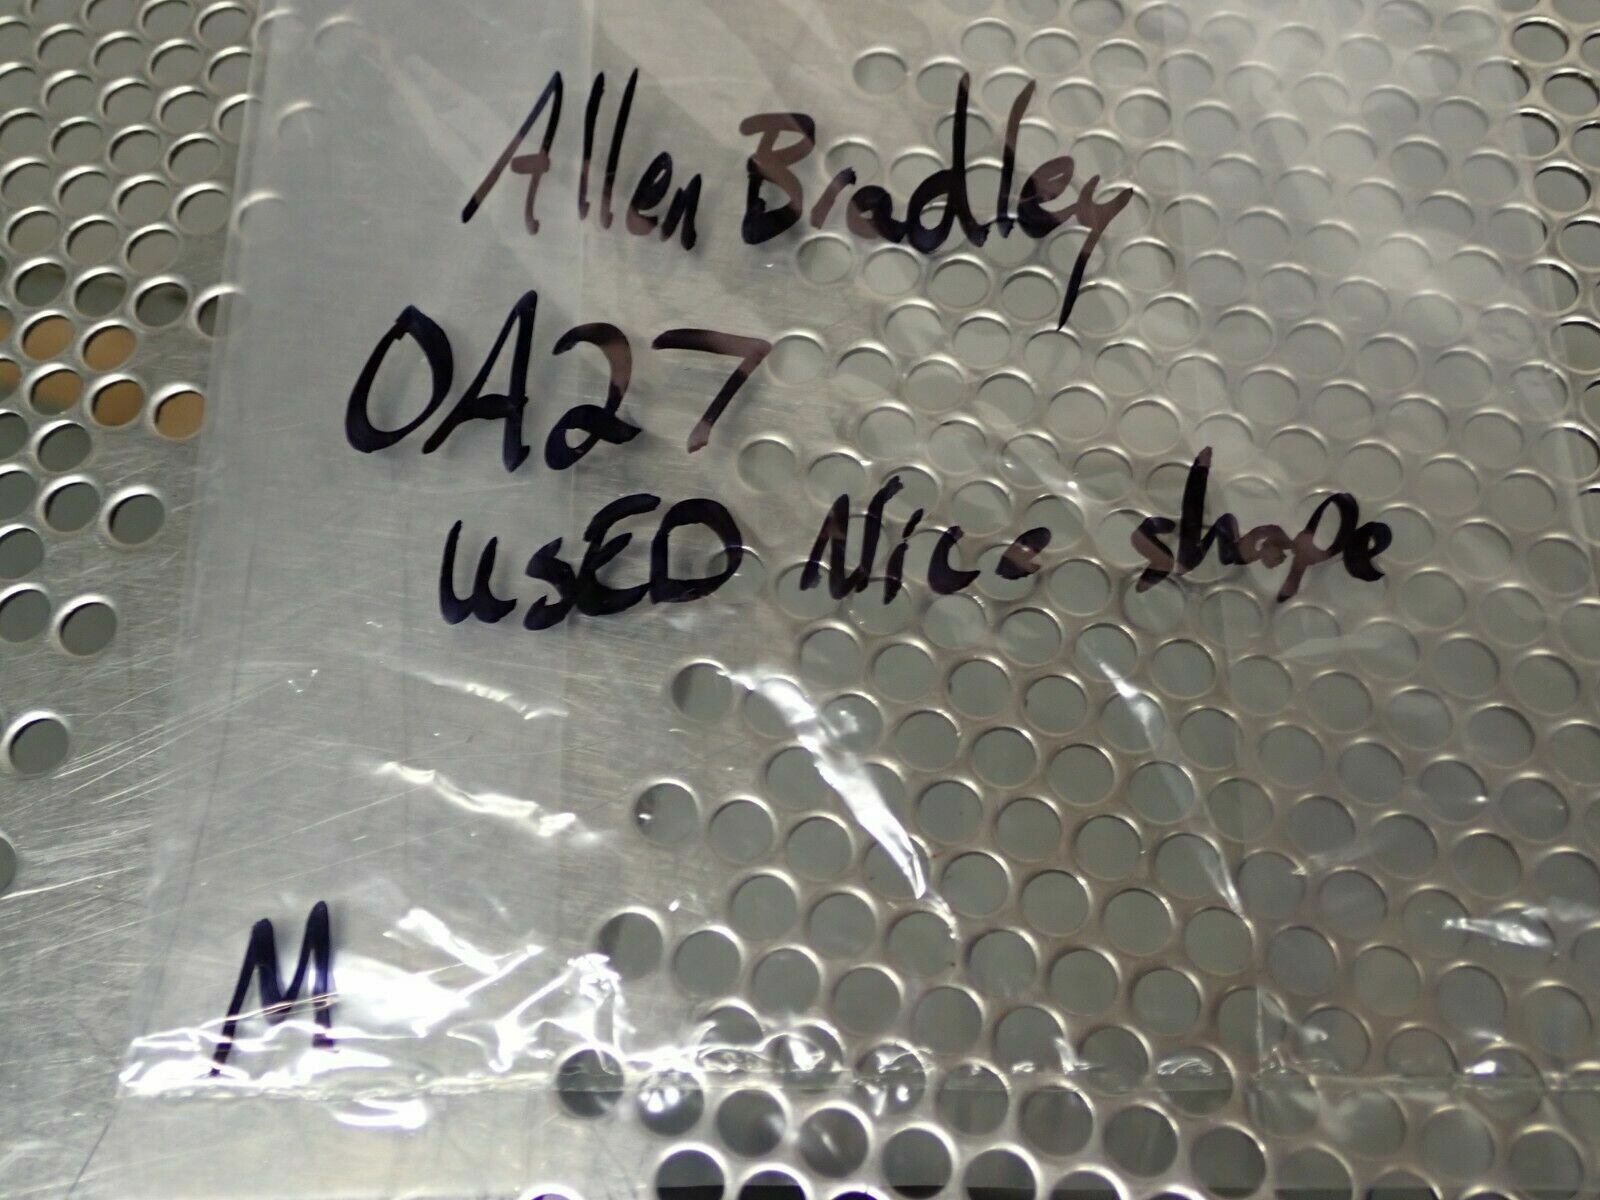 Allen Bradley
OA27
UsED Nice shape
M